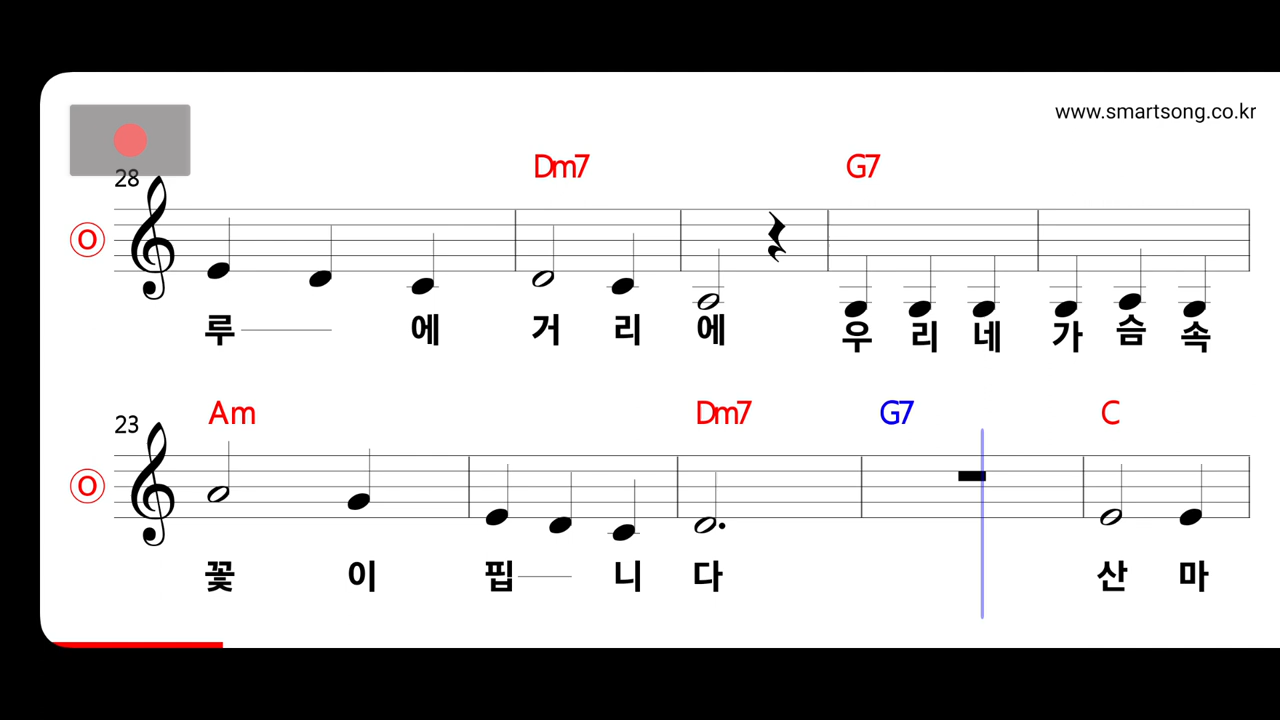 www.smartsong.co.kr
Dm7 G7
28
O
루 에 거 리 에 우 리 네 가 슴 속
Am Dm7 G7 C
23
O
꽃 이 핍 니 다 산 마